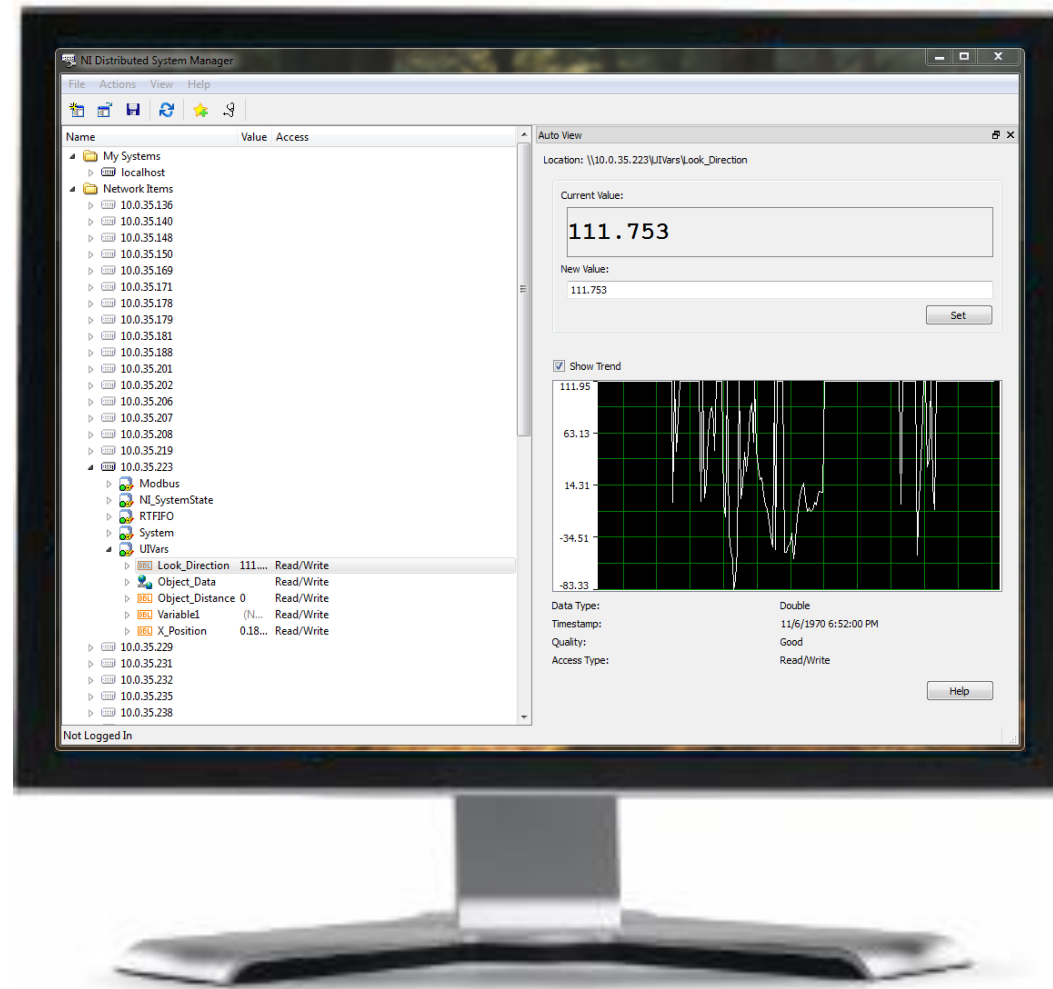 NI Distributed System Manager
File Actions View Help
Name Value Access
My Systems
localhost
Network Items
10.0.35.136
10.0.35.140
10.0.35.148
10.0.35.150
10.0.35.169
10.0.35.171
10.0.35.178
10.0.35.179
10.0.35.181
10.0.35.188
10.0.35.201
10.0.35.202
10.0.35.206
10.0.35.207
10.0.35.208
10.0.35.219
10.0.35.223
Modbus
NI_SystemState
RTFIFO
System
UIVars
DBL Look_Direction 111.... Read/Write
Object_Data Read/Write
DBL Object_Distance 0 Read/Write
DBL Variable1 (N... Read/Write
DBL X_Position 0.18... Read/Write
10.0.35.229
10.0.35.231
10.0.35.232
10.0.35.235
10.0.35.238
Not Logged In
Auto View
Location: \\10.0.35.223\UIVars\Look_Direction
Current Value:
111.753
New Value:
111.753
Set
Show Trend
111.95
63.13
14.31
-34.51
-83.33
Data Type: Double
Timestamp: 11/6/1970 6:52:00 PM
Quality: Good
Access Type: Read/Write
Help